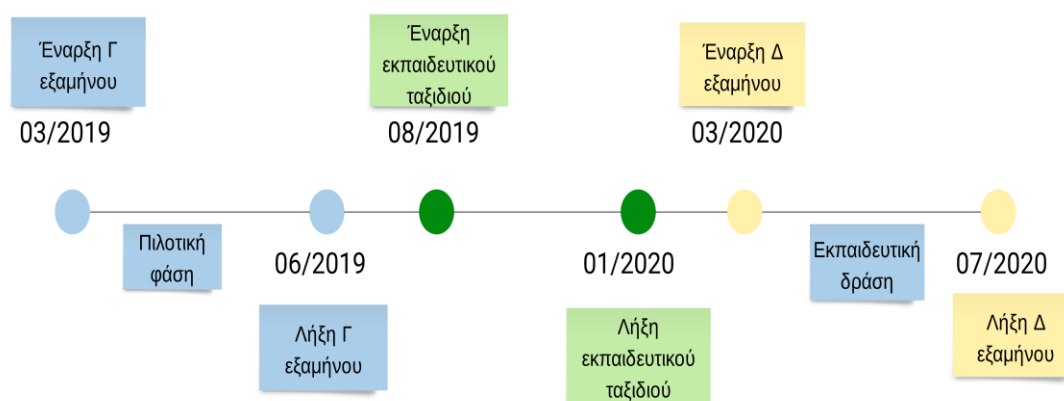 Έναρξη Γ
εξαμήνου
03/2019
Έναρξη
εκπαιδευτικού
ταξιδιού
08/2019
Έναρξη Δ
εξαμήνου
03/2020
Πιλοτική
φάση
06/2019
Λήξη Γ
εξαμήνου
01/2020
Λήξη
εκπαιδευτικού
ταξιδιού
Εκπαιδευτική
δράση
07/2020
Λήξη Δ
εξαμήνου